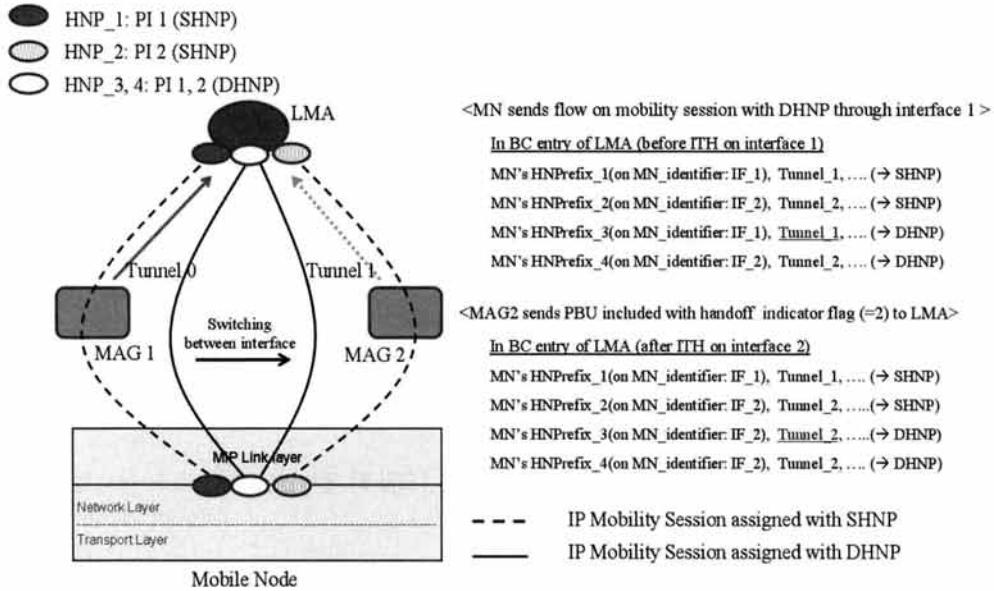 HNP_1: PI 1 (SHNP)
HNP_2: PI 2 (SHNP)
HNP_3, 4: PI 1, 2 (DHNP)
LMA
Tunnel 0
Tunnel 1
MAG 1
Switching
between interface
MAG 2
MIP Link layer
Network Layer
Transport Layer
Mobile Node
<MN sends flow on mobility session with DHNP through interface 1 >
In BC entry of LMA (before ITH on interface 1)
MN's HNPrefix_1(on MN_identifier: IF_1), Tunnel_1, .... (→ SHNP)
MN's HNPrefix_2(on MN_identifier: IF_2), Tunnel_2, .... (→ SHNP)
MN's HNPrefix_3(on MN_identifier: IF_1), Tunnel_1, .... (→ DHNP)
MN's HNPrefix_4(on MN_identifier: IF_2), Tunnel_2, .... (→ DHNP)
<MAG2 sends PBU included with handoff indicator flag (=2) to LMA>
In BC entry of LMA (after ITH on interface 2)
MN's HNPrefix_1(on MN_identifier: IF_1), Tunnel_1, .... (→ SHNP)
MN's HNPrefix_2(on MN_identifier: IF_2), Tunnel_2, .....(→ SHNP)
MN's HNPrefix_3(on MN_identifier: IF_2), Tunnel_2, .....(→ DHNP)
MN's HNPrefix_4(on MN_identifier: IF_2), Tunnel_2, .....(→ DHNP)
IP Mobility Session assigned with SHNP
IP Mobility Session assigned with DHNP